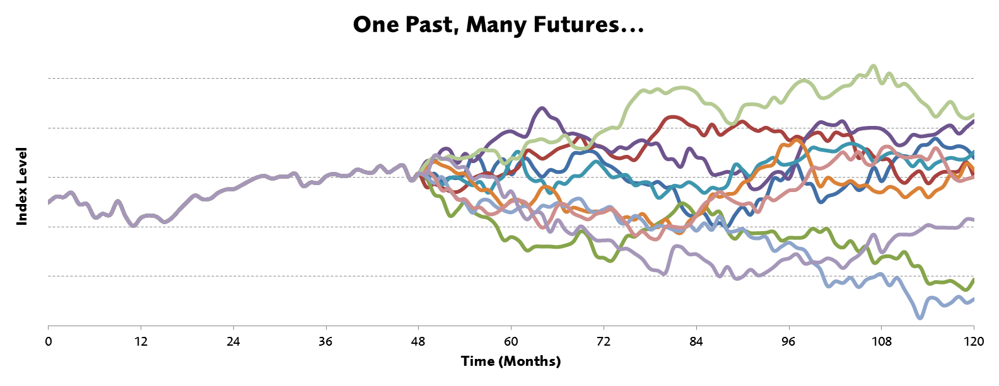 One Past, Many Futures...
Index Level
0 12 24 36 48 60 72 84 96 108 120
Time (Months)